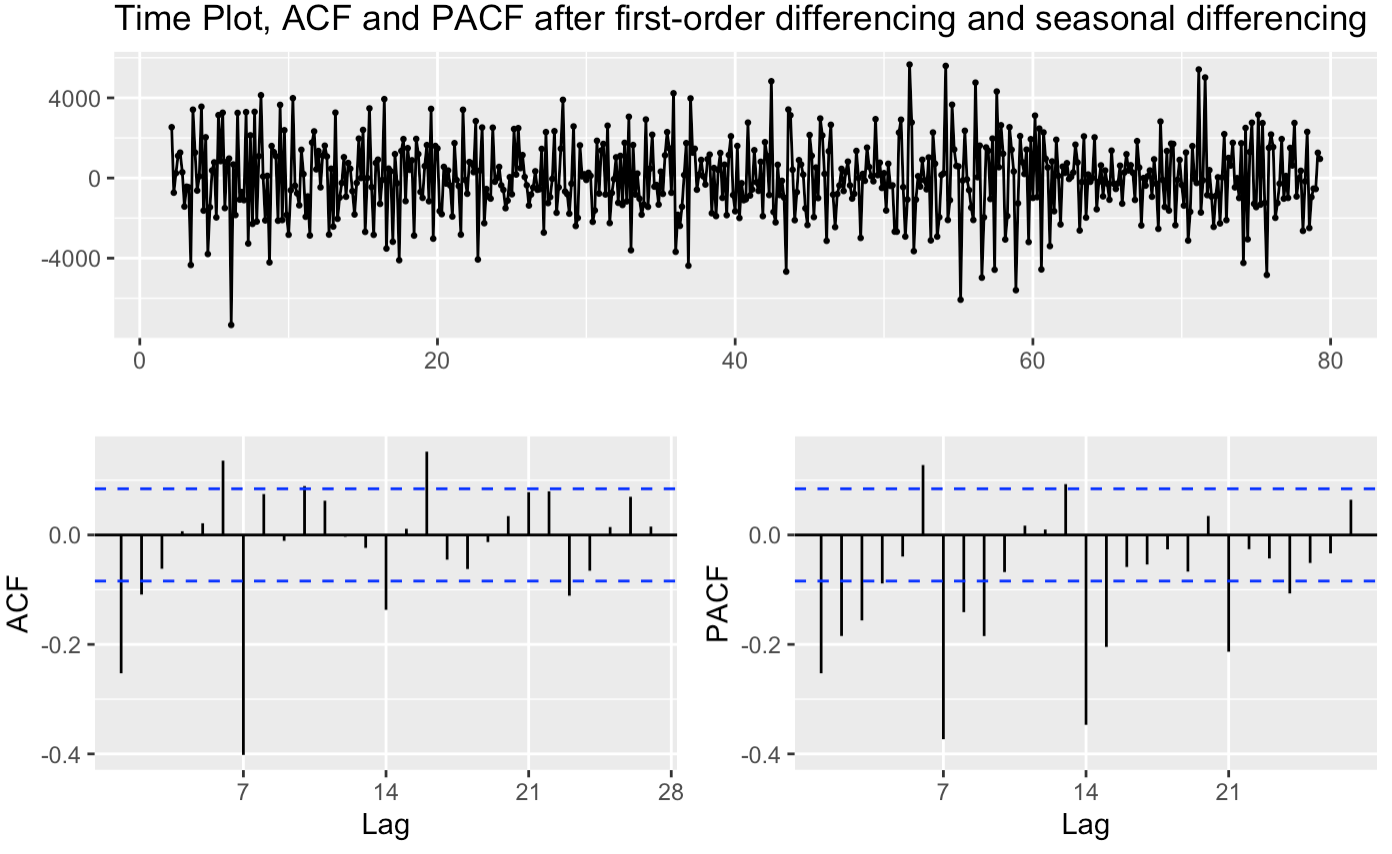 Time Plot, ACF and PACF after first-order differencing and seasonal differencing
4000
0
-4000
0 20 40 60 80
ACF
0.0
-0.2
-0.4
7 14 21 28
Lag
PACF
0.0
-0.2
-0.4
7 14 21
Lag